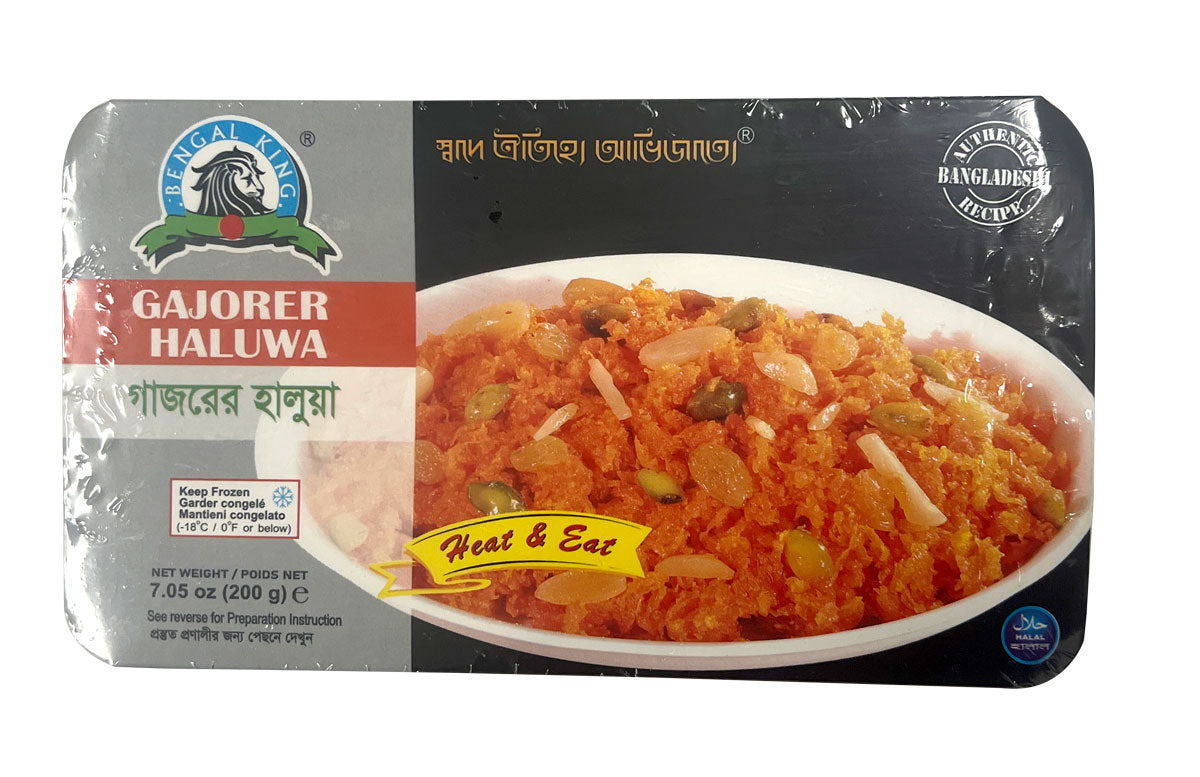 BENGAL KING ®
স্বাদে ঐতিহ্যে আভিজাত্যে®
AUTHENTIC
BANGLADESHI
RECIPE
GAJORER
HALUWA
গাজরের হালুয়া
Keep Frozen
Garder congelé
Mantieni congelato
(-18°C / 0°F or below)
Heat & Eat
NET WEIGHT / POIDS NET
7.05 oz (200 g) e
See reverse for Preparation Instruction
প্রস্তুত প্রণালীর জন্য পেছনে দেখুন
حلال
HALAL
হালাল